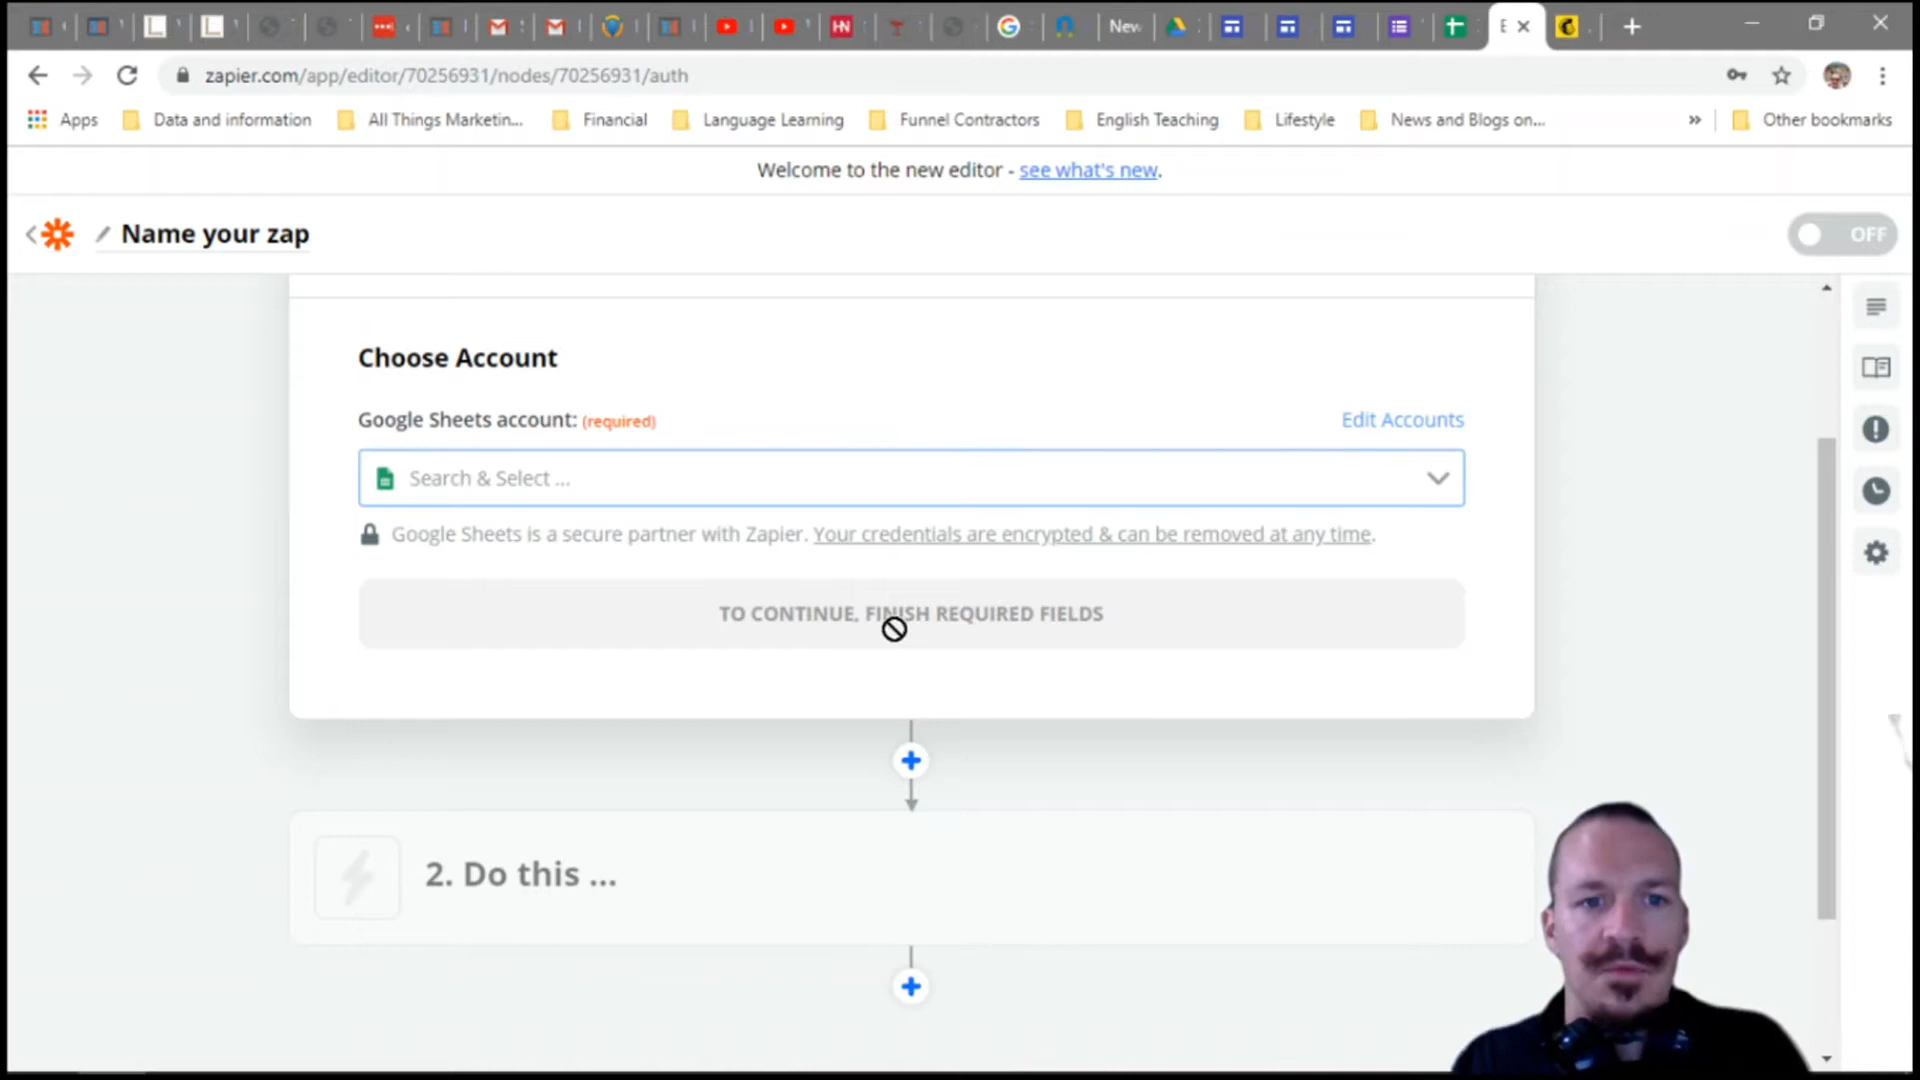 New
E
zapier.com/app/editor/70256931/nodes/70256931/auth
Apps
Data and information
All Things Marketin...
Financial
Language Learning
Funnel Contractors
English Teaching
Lifestyle
News and Blogs on...
»
Other bookmarks
Welcome to the new editor - see what's new.
Name your zap
OFF
Choose Account
Google Sheets account: (required)
Edit Accounts
Search & Select ...
Google Sheets is a secure partner with Zapier. Your credentials are encrypted & can be removed at any time.
TO CONTINUE, FINISH REQUIRED FIELDS
2. Do this ...